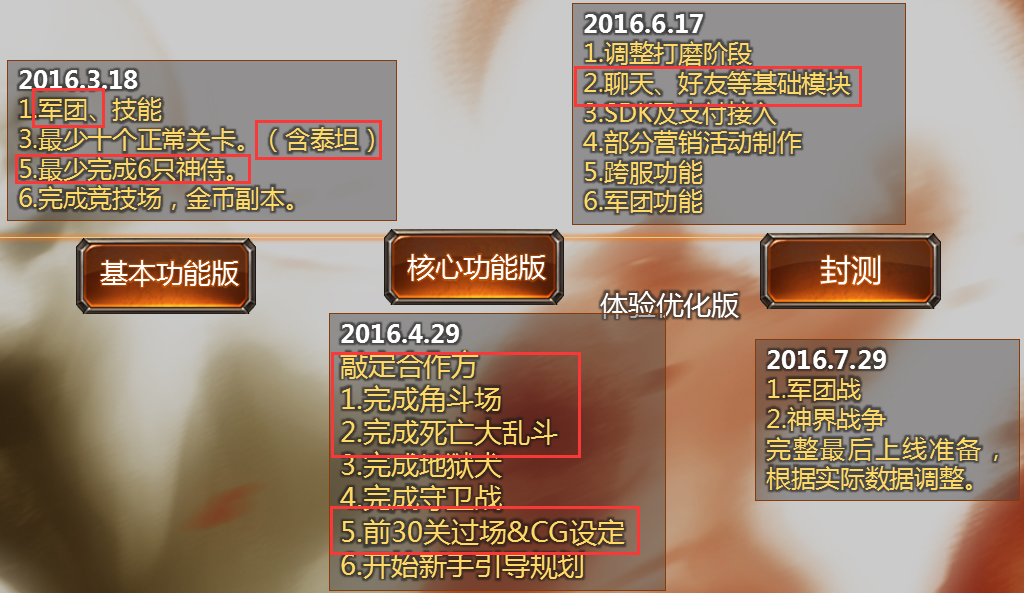 2016.3.18
1.军团、技能
3.最少十个正常关卡。（含泰坦）
5.最少完成6只神侍。
6.完成竞技场，金币副本。
2016.6.17
1.调整打磨阶段
2.聊天、好友等基础模块
3.SDK及支付接入
4.部分营销活动制作
5.跨服功能
6.军团功能
基本功能版
核心功能版
体验优化版
封测
2016.4.29
敲定合作方
1.完成角斗场
2.完成死亡大乱斗
3.完成地狱犬
4.完成守卫战
5.前30关过场&CG设定
6.开始新手引导规划
2016.7.29
1.军团战
2.神界战争
完整最后上线准备，
根据实际数据调整。